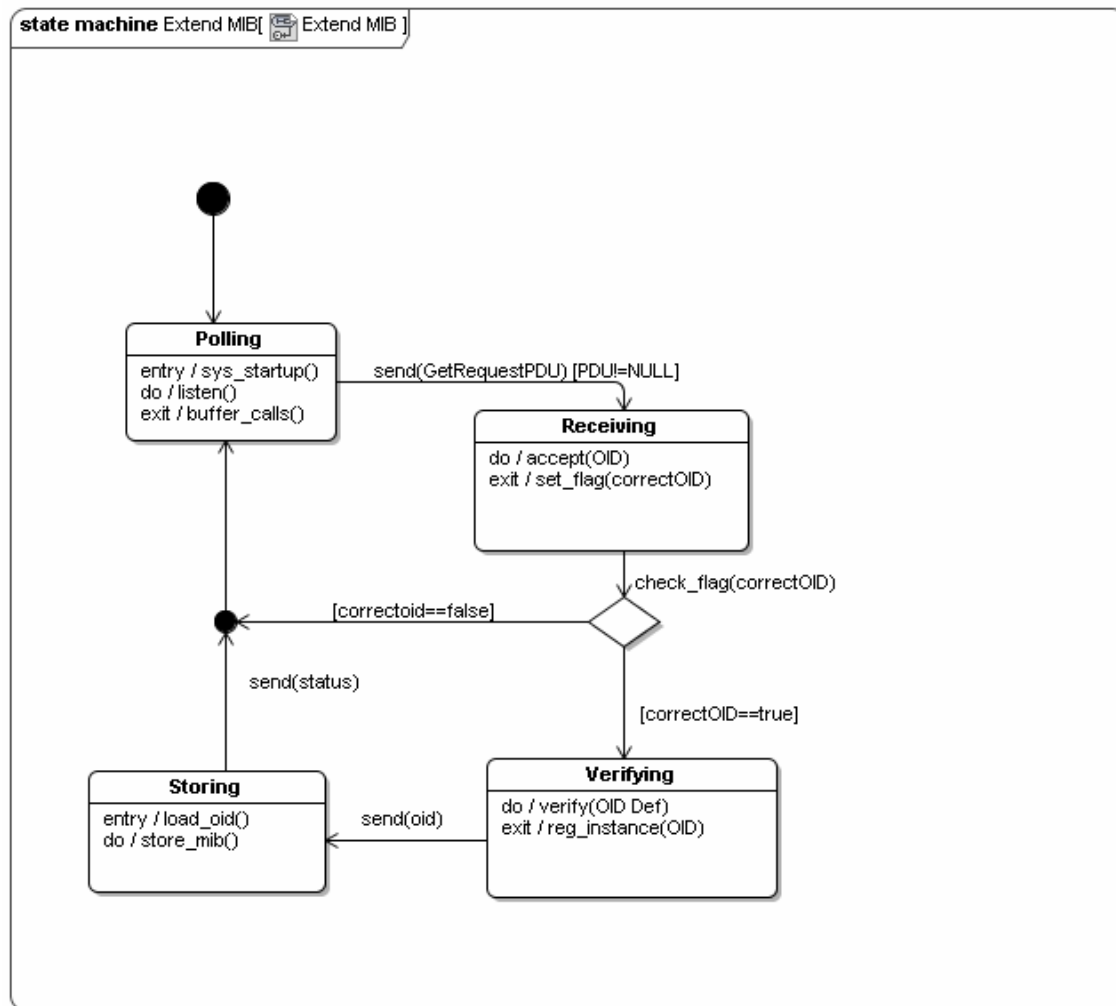 state machine Extend MIB[ Extend MIB ]
Polling
entry / sys_startup()
do / listen()
exit / buffer_calls()
send(GetRequestPDU) [PDU!=NULL]
Receiving
do / accept(OID)
exit / set_flag(correctOID)
check_flag(correctOID)
[correctoid==false]
send(status)
[correctOID==true]
Storing
entry / load_oid()
do / store_mib()
send(oid)
Verifying
do / verify(OID Def)
exit / reg_instance(OID)